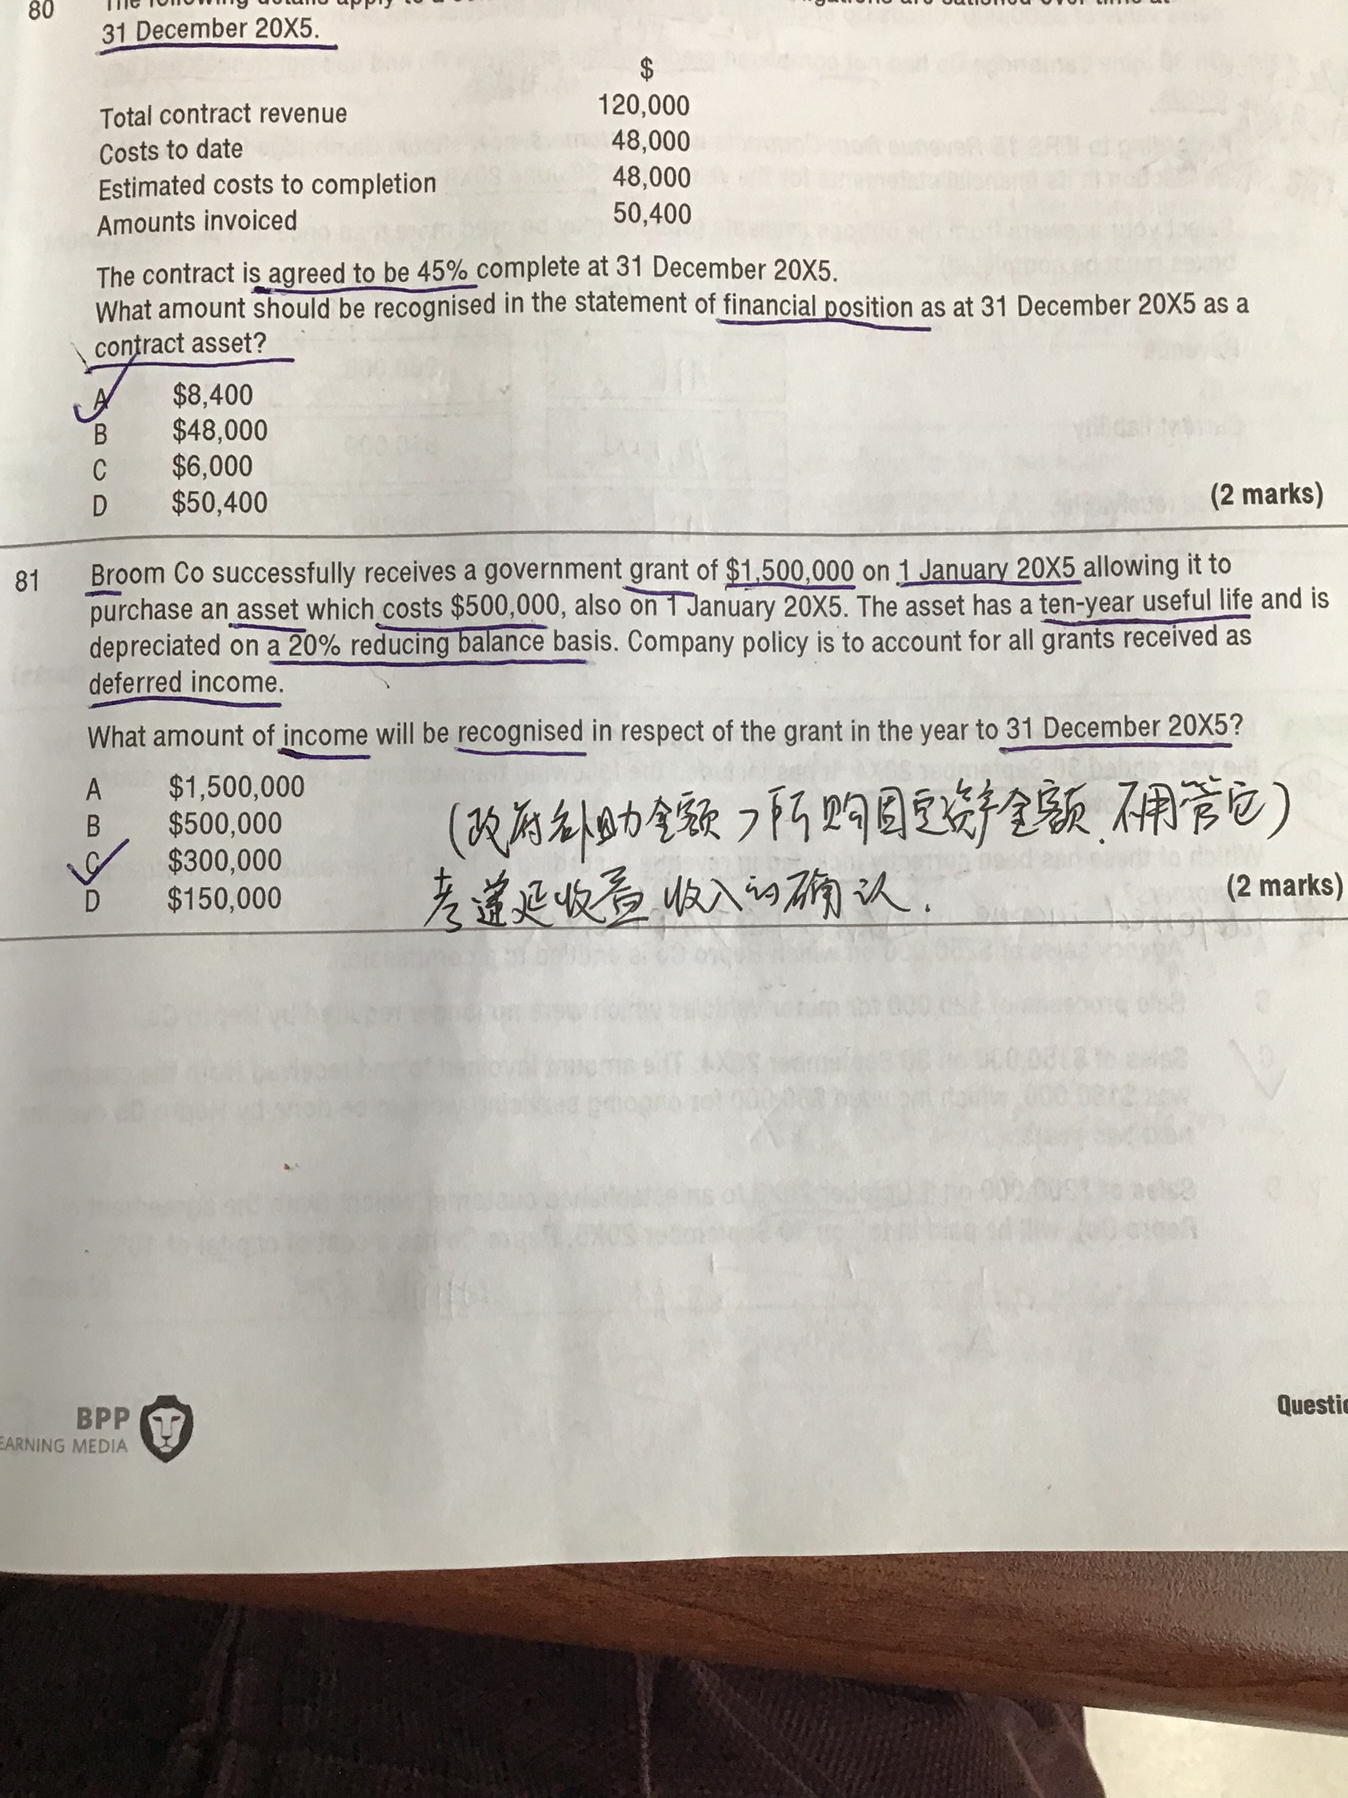 80
31 December 20X5.
$
Total contract revenue 120,000
Costs to date 48,000
Estimated costs to completion 48,000
Amounts invoiced 50,400
The contract is agreed to be 45% complete at 31 December 20X5.
What amount should be recognised in the statement of financial position as at 31 December 20X5 as a
contract asset?
A $8,400
B $48,000
C $6,000
D $50,400
(2 marks)
81 Broom Co successfully receives a government grant of $1,500,000 on 1 January 20X5 allowing it to
purchase an asset which costs $500,000, also on 1 January 20X5. The asset has a ten-year useful life and is
depreciated on a 20% reducing balance basis. Company policy is to account for all grants received as
deferred income.
What amount of income will be recognised in respect of the grant in the year to 31 December 20X5?
A $1,500,000
B $500,000
C $300,000
D $150,000
(政府补助金额>所购固定资产金额.不用管它)
考递延收益收入的确认.
(2 marks)
BPP
EARNING MEDIA
Questio